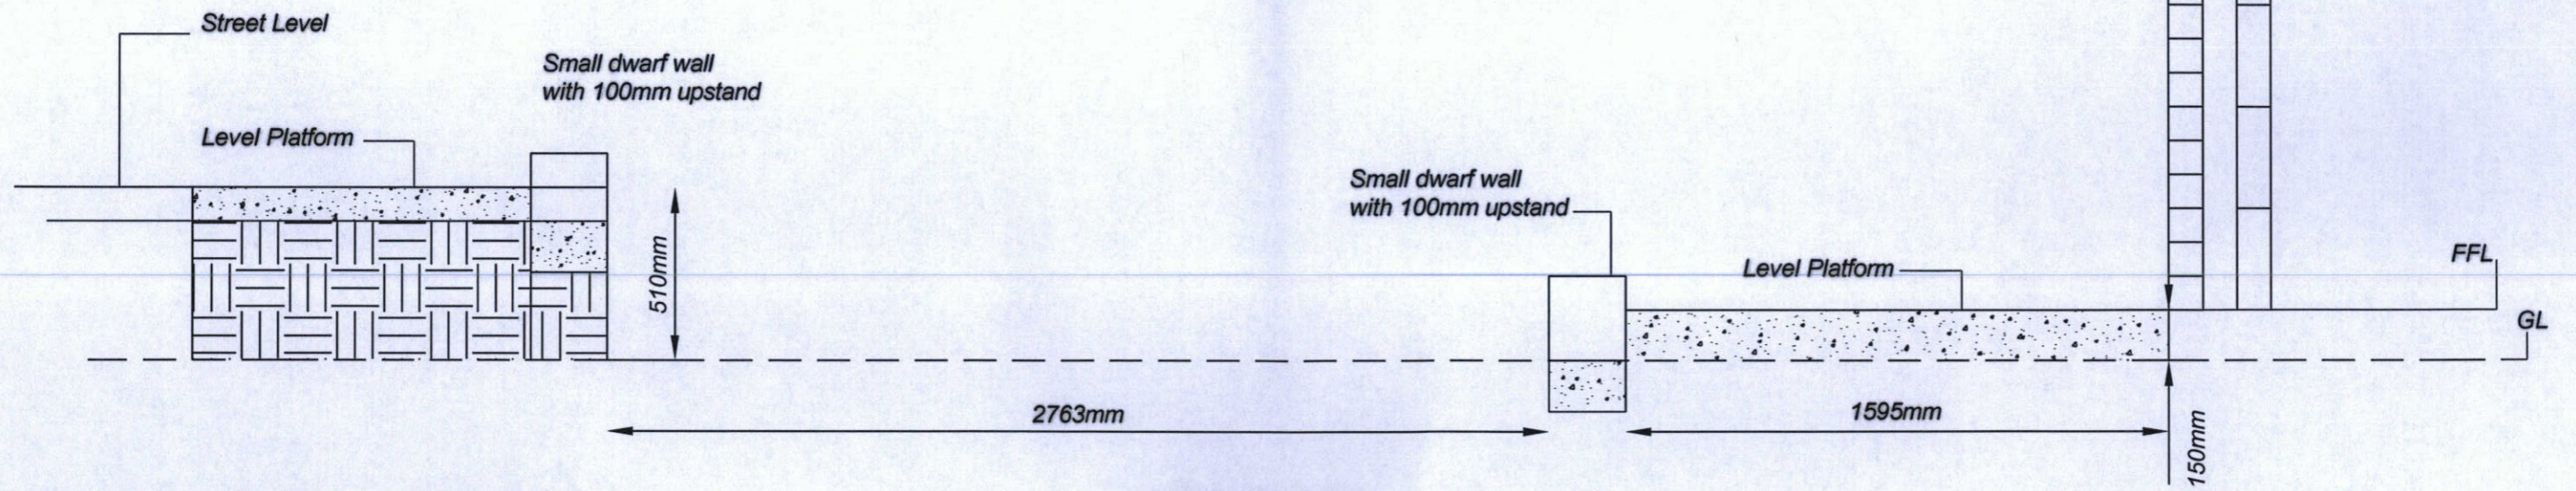 Street Level
Small dwarf wall
with 100mm upstand
Level Platform
510mm
Small dwarf wall
with 100mm upstand
Level Platform
FFL
GL
2763mm
1595mm
150mm